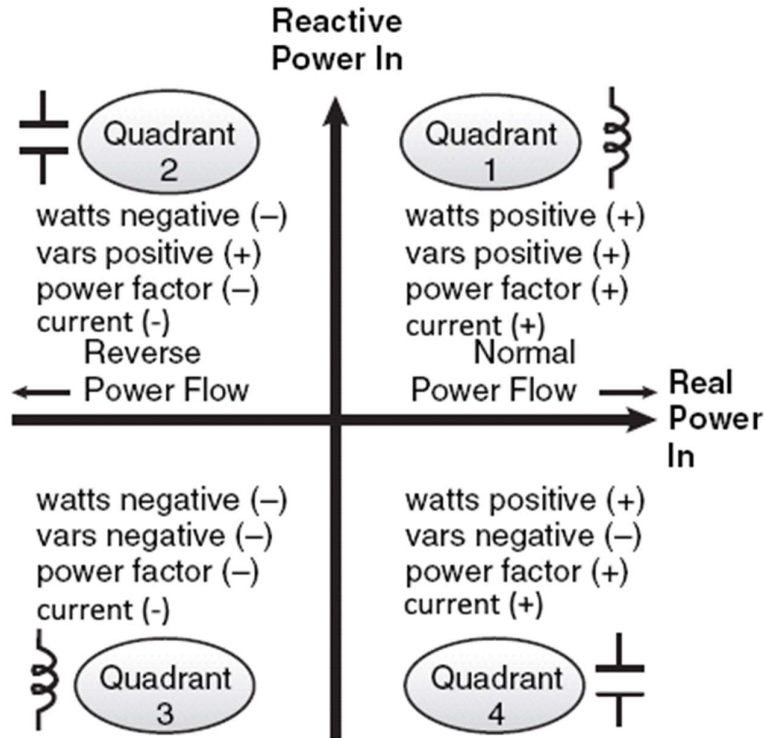 Reactive
Power In
Quadrant
2
watts negative (–)
vars positive (+)
power factor (–)
current (-)
Reverse
Power Flow
Quadrant
1
watts positive (+)
vars positive (+)
power factor (+)
current (+)
Normal
Power Flow
Real
Power
In
watts negative (–)
vars negative (–)
power factor (–)
current (-)
Quadrant
3
watts positive (+)
vars negative (–)
power factor (+)
current (+)
Quadrant
4